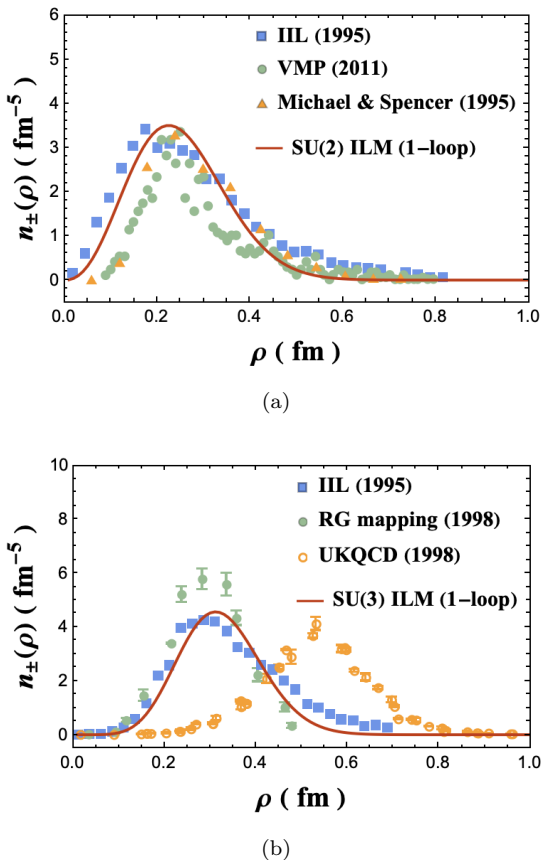 6
5
4
3
2
1
0
n±(ρ) ( fm⁻⁵)
IIL (1995)
VMP (2011)
Michael & Spencer (1995)
SU(2) ILM (1−loop)
0.0 0.2 0.4 0.6 0.8 1.0
ρ ( fm)
(a)
10
8
6
4
2
0
n±(ρ) ( fm⁻⁵)
IIL (1995)
RG mapping (1998)
UKQCD (1998)
SU(3) ILM (1−loop)
0.0 0.2 0.4 0.6 0.8 1.0
ρ ( fm)
(b)